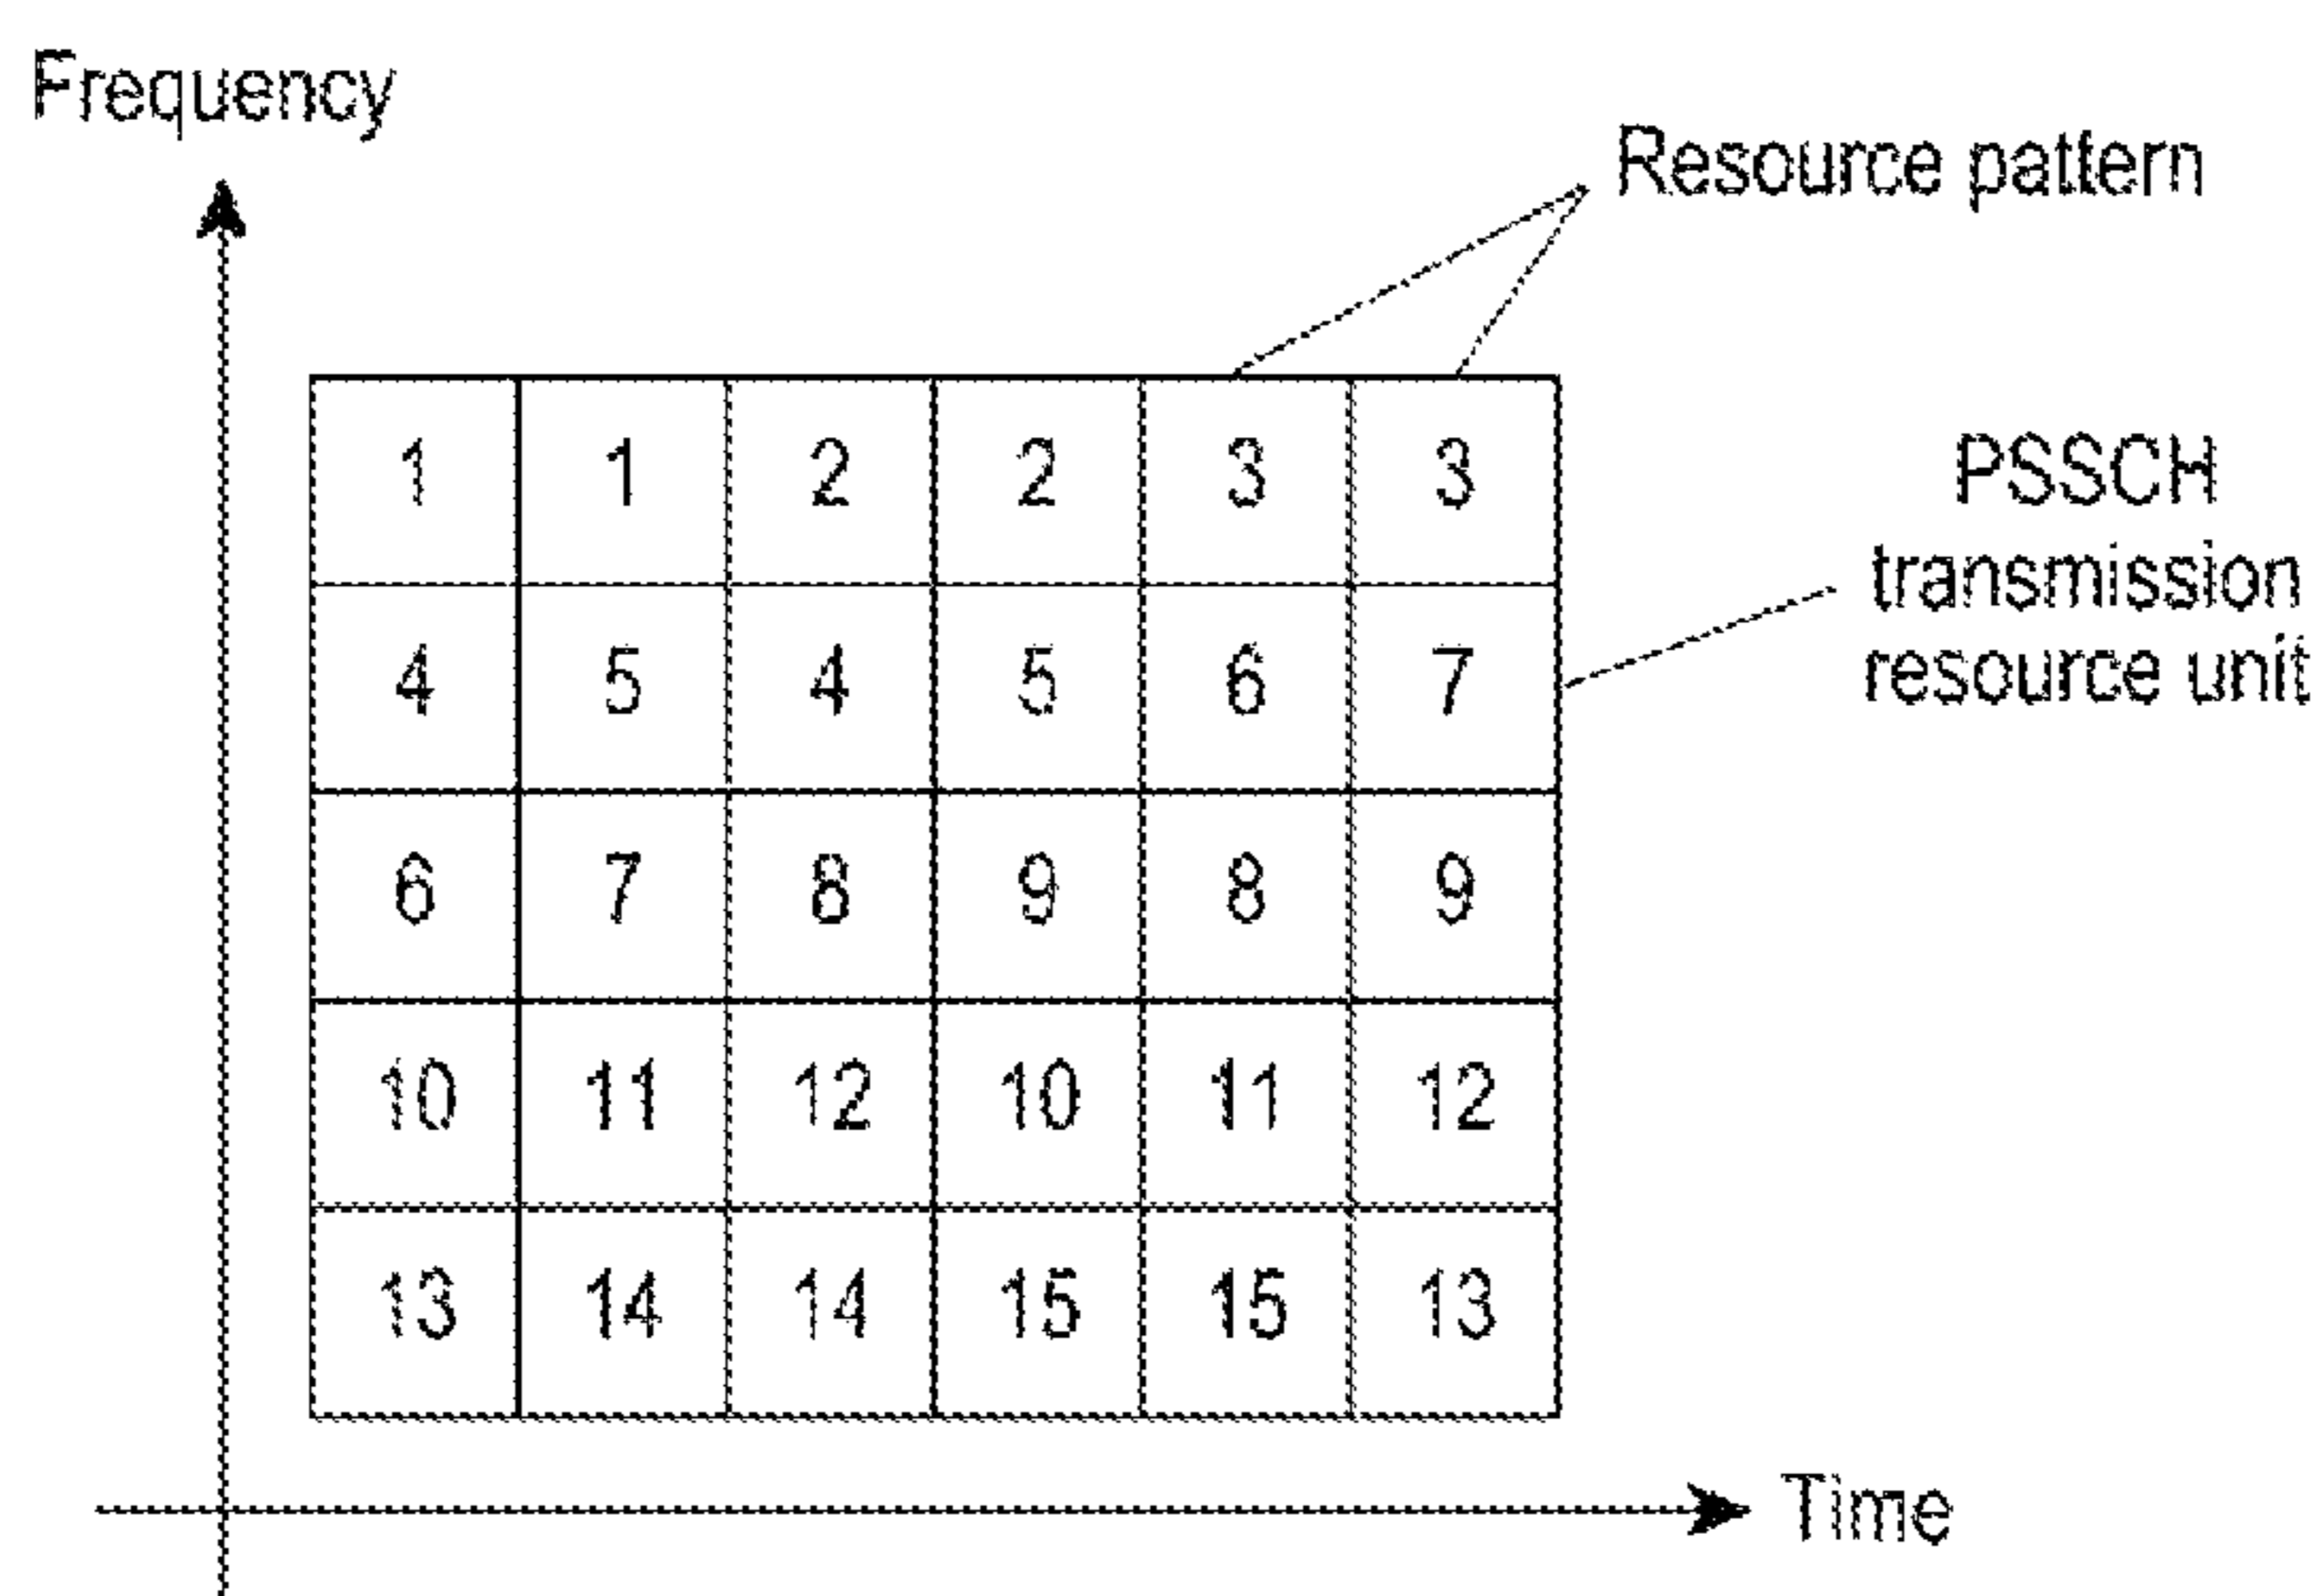 Frequency
Resource pattern
1 1 2 2 3 3
PSSCH
transmission
resource unit
4 5 4 5 6 7
6 7 8 9 8 9
10 11 12 10 11 12
13 14 14 15 15 13
Time